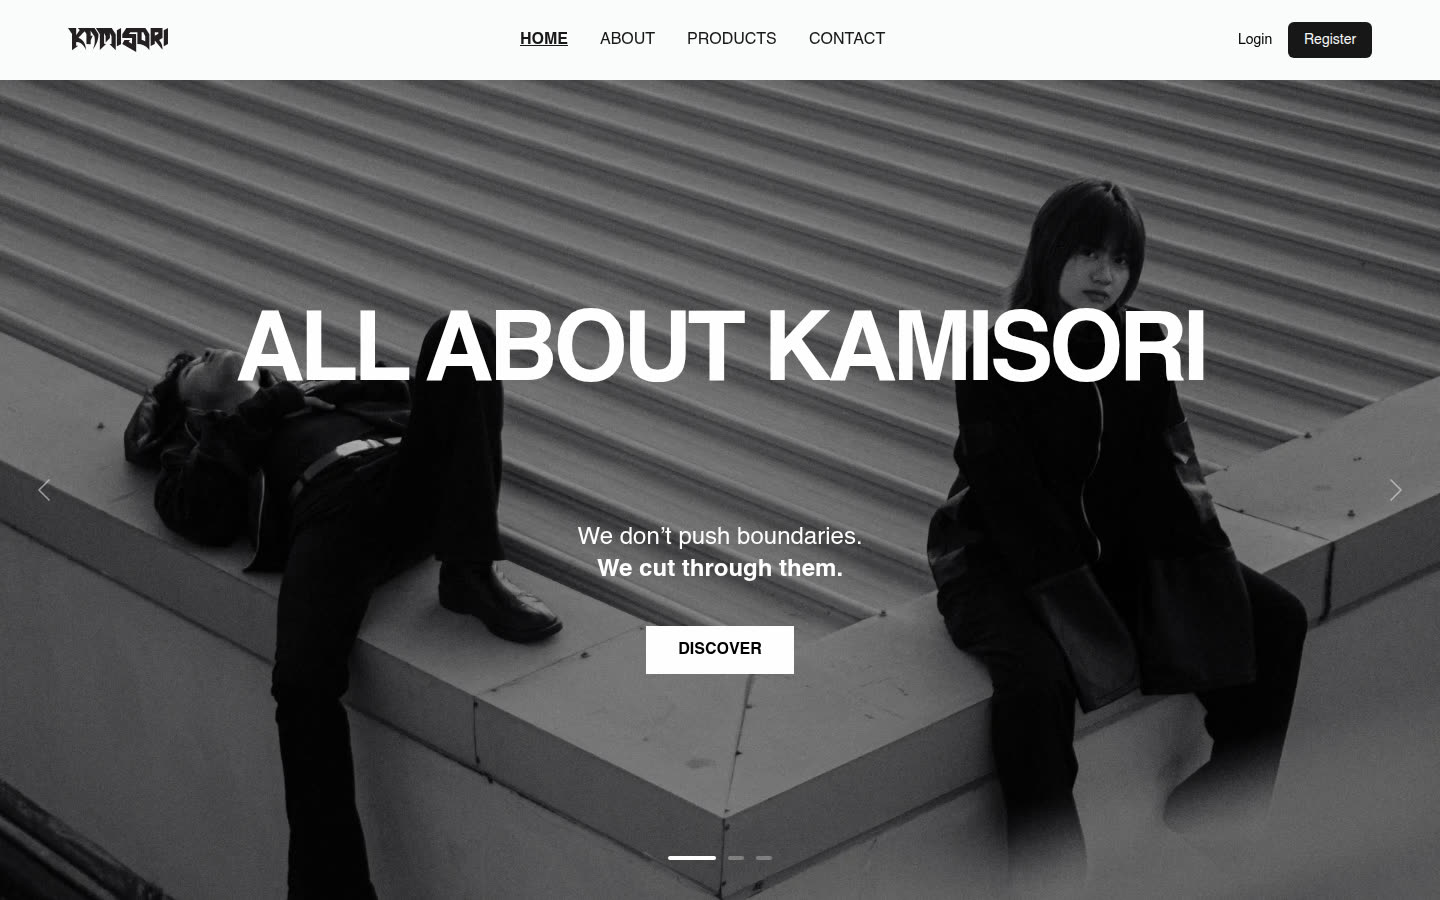 KAMISORI
HOME
ABOUT
PRODUCTS
CONTACT
Login
Register
ALL ABOUT KAMISORI
We don’t push boundaries.
We cut through them.
DISCOVER